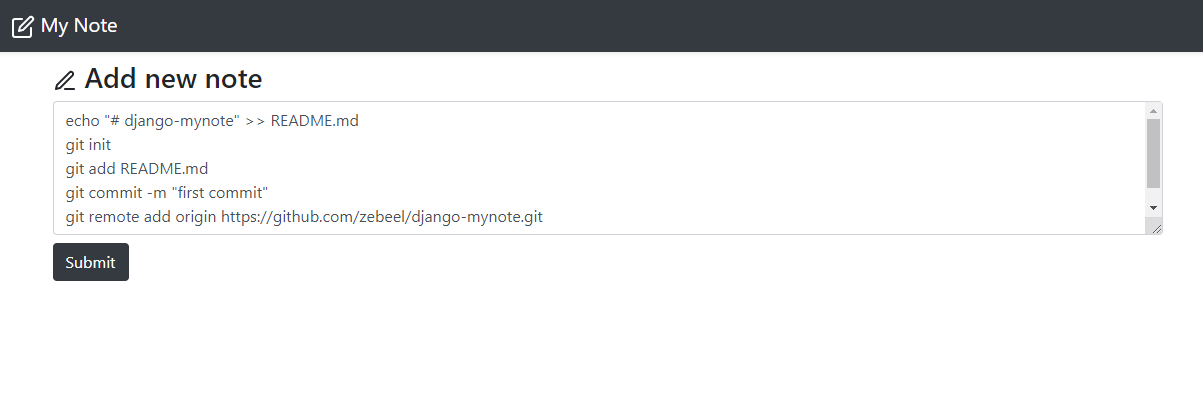 My Note
Add new note
echo "# django-mynote" >> README.md
git init
git add README.md
git commit -m "first commit"
git remote add origin https://github.com/zebeel/django-mynote.git
Submit